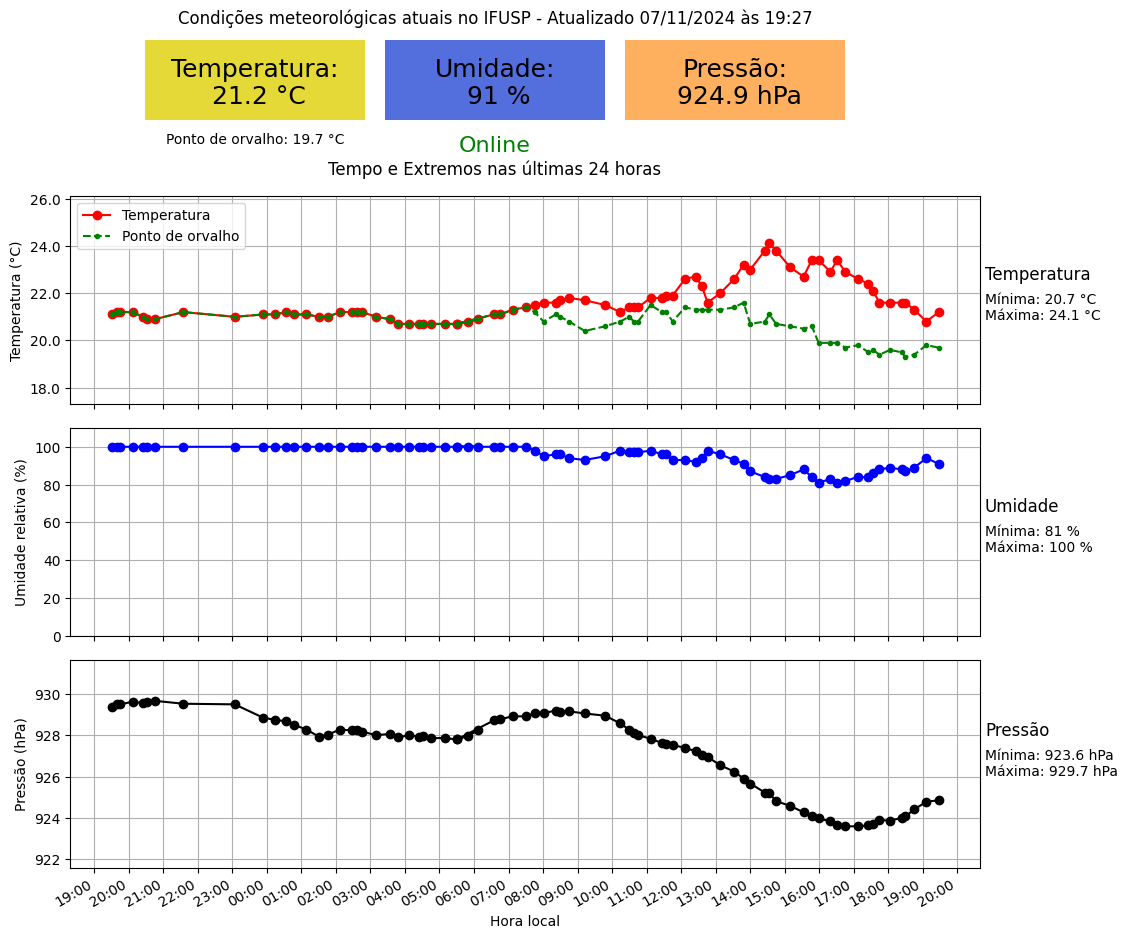 Condições meteorológicas atuais no IFUSP - Atualizado 07/11/2024 às 19:27
Temperatura:
21.2 °C
Umidade:
91 %
Pressão:
924.9 hPa
Ponto de orvalho: 19.7 °C
Online
Tempo e Extremos nas últimas 24 horas
Temperatura (°C)
26.0
24.0
22.0
20.0
18.0
Temperatura
Ponto de orvalho
Temperatura
Mínima: 20.7 °C
Máxima: 24.1 °C
Umidade relativa (%)
100
80
60
40
20
0
Umidade
Mínima: 81 %
Máxima: 100 %
Pressão (hPa)
930
928
926
924
922
Pressão
Mínima: 923.6 hPa
Máxima: 929.7 hPa
19:00
20:00
21:00
22:00
23:00
00:00
01:00
02:00
03:00
04:00
05:00
06:00
07:00
08:00
09:00
10:00
11:00
12:00
13:00
14:00
15:00
16:00
17:00
18:00
19:00
20:00
Hora local